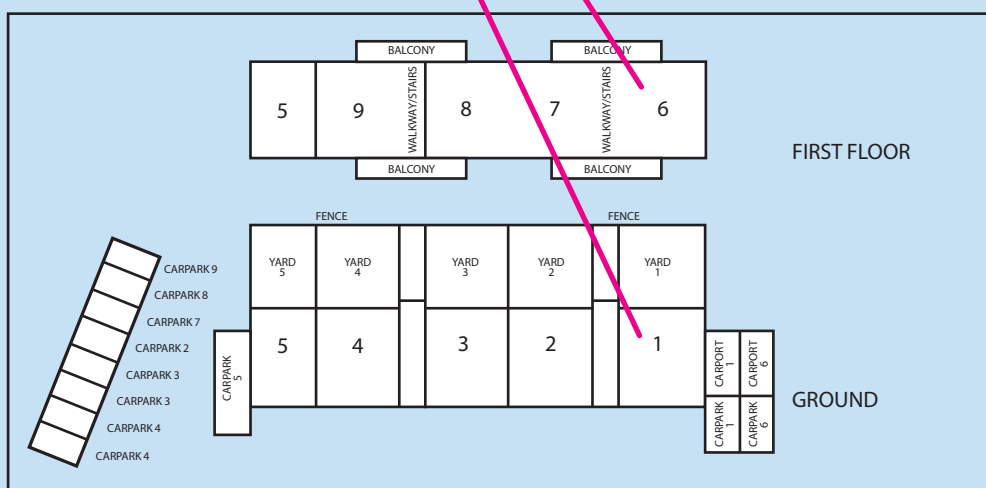 BALCONY
BALCONY
5
9
WALKWAY/STAIRS
8
7
WALKWAY/STAIRS
6
FIRST FLOOR
BALCONY
BALCONY
FENCE
FENCE
YARD
5
YARD
4
YARD
3
YARD
2
YARD
1
CARPARK 9
CARPARK 8
CARPARK 7
CARPARK 2
CARPARK 3
CARPARK 3
CARPARK 4
CARPARK 4
CARPARK
5
5
4
3
2
1
CARPORT
1
CARPORT
6
CARPARK
1
CARPARK
6
GROUND